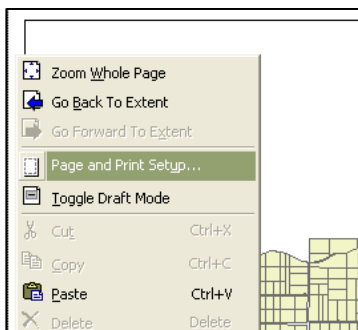 Zoom Whole Page
Go Back To Extent
Go Forward To Extent
Page and Print Setup...
Toggle Draft Mode
Cut Ctrl+X
Copy Ctrl+C
Paste Ctrl+V
Delete Delete